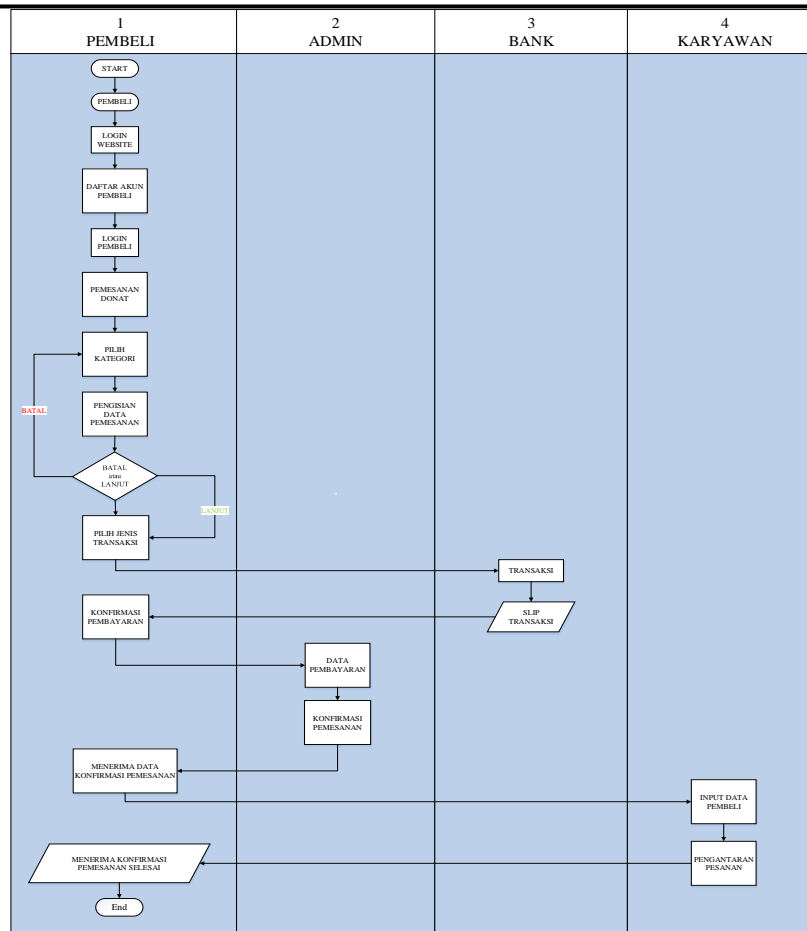 1
PEMBELI
2
ADMIN
3
BANK
4
KARYAWAN
START
PEMBELI
LOGIN
WEBSITE
DAFTAR AKUN
PEMBELI
LOGIN
PEMBELI
PEMESANAN
DONAT
PILIH
KATEGORI
PENGISIAN
DATA
PEMESANAN
BATAL
BATAL
atau
LANJUT
LANJUT
PILIH JENIS
TRANSAKSI
TRANSAKSI
SLIP
TRANSAKSI
KONFIRMASI
PEMBAYARAN
DATA
PEMBAYARAN
KONFIRMASI
PEMESANAN
MENERIMA DATA
KONFIRMASI PEMESANAN
INPUT DATA
PEMBELI
PENGANTARAN
PESANAN
MENERIMA KONFIRMASI
PEMESANAN SELESAI
End